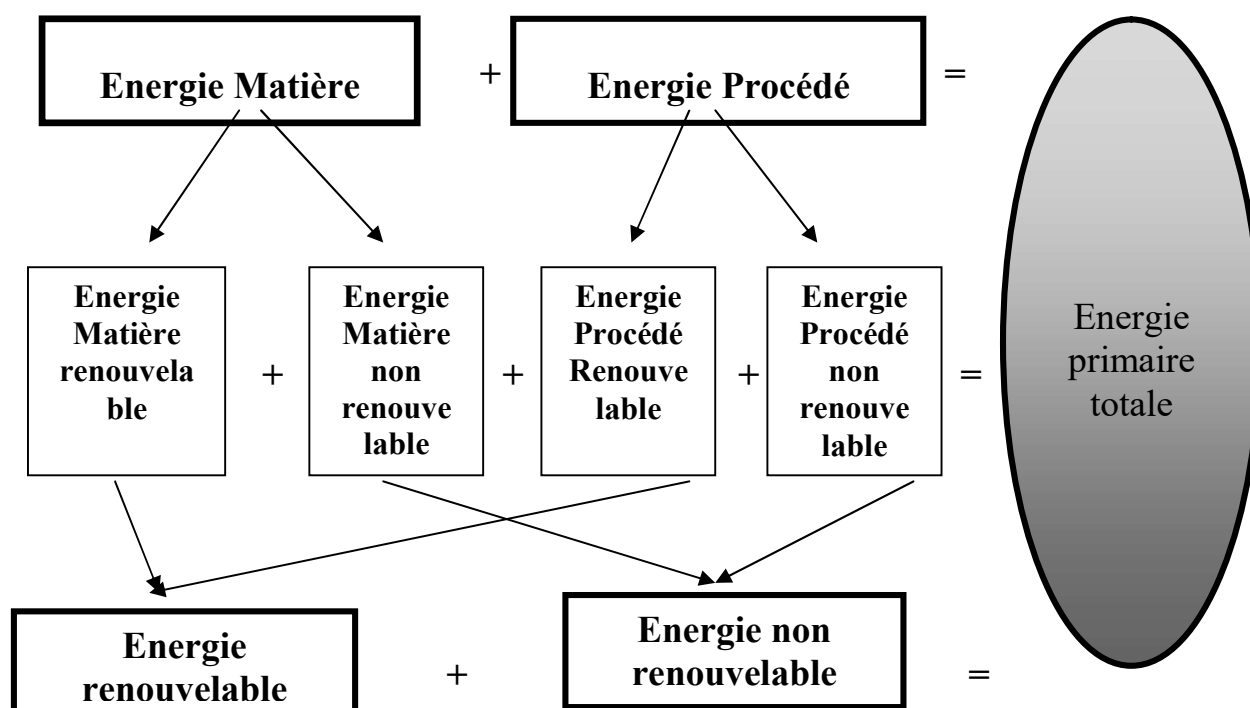 Energie Matière
+
Energie Procédé
=
Energie
Matière
renouvela
ble
+
Energie
Matière
non
renouve
lable
+
Energie
Procédé
Renouve
lable
+
Energie
Procédé
non
renouve
lable
=
Energie
primaire
totale
Energie
renouvelable
+
Energie non
renouvelable
=